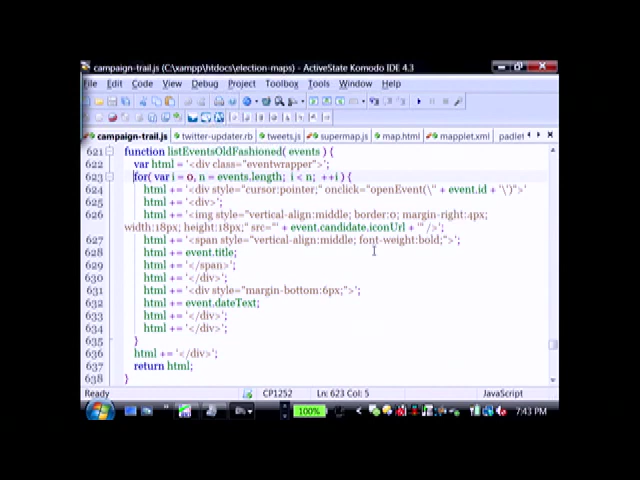 campaign-trail.js (C:\xampp\htdocs\election-maps) - ActiveState Komodo IDE 4.3
File Edit Code View Debug Project Toolbox Tools Window Help
campaign-trail.js twitter-updater.rb tweets.js supermap.js map.html mapplet.xml padlet
621 function listEventsOldFashioned( events ) {
622 var html = '<div class="eventwrapper">';
623 for( var i = 0, n = events.length; i < n; ++i ) {
624 html += '<div style="cursor:pointer;" onclick="openEvent(\'' + event.id + '\')">'
625 html += '<div>';
626 html +=
'<img style="vertical-align:middle; border:0; margin-right:4px;
width:18px; height:18px;" src="' + event.candidate.iconUrl + '" />';
627 html += '<span style="vertical-align:middle; font-weight:bold;">';
628 html += event.title;
629 html += '</span>';
630 html += '</div>';
631 html += '<div style="margin-bottom:6px;">';
632 html += event.dateText;
633 html += '</div>';
634 html += '</div>';
635 }
636 html += '</div>';
637 return html;
638 }
Ready CP1252 Ln: 623 Col: 5 JavaScript
100% 7:43 PM